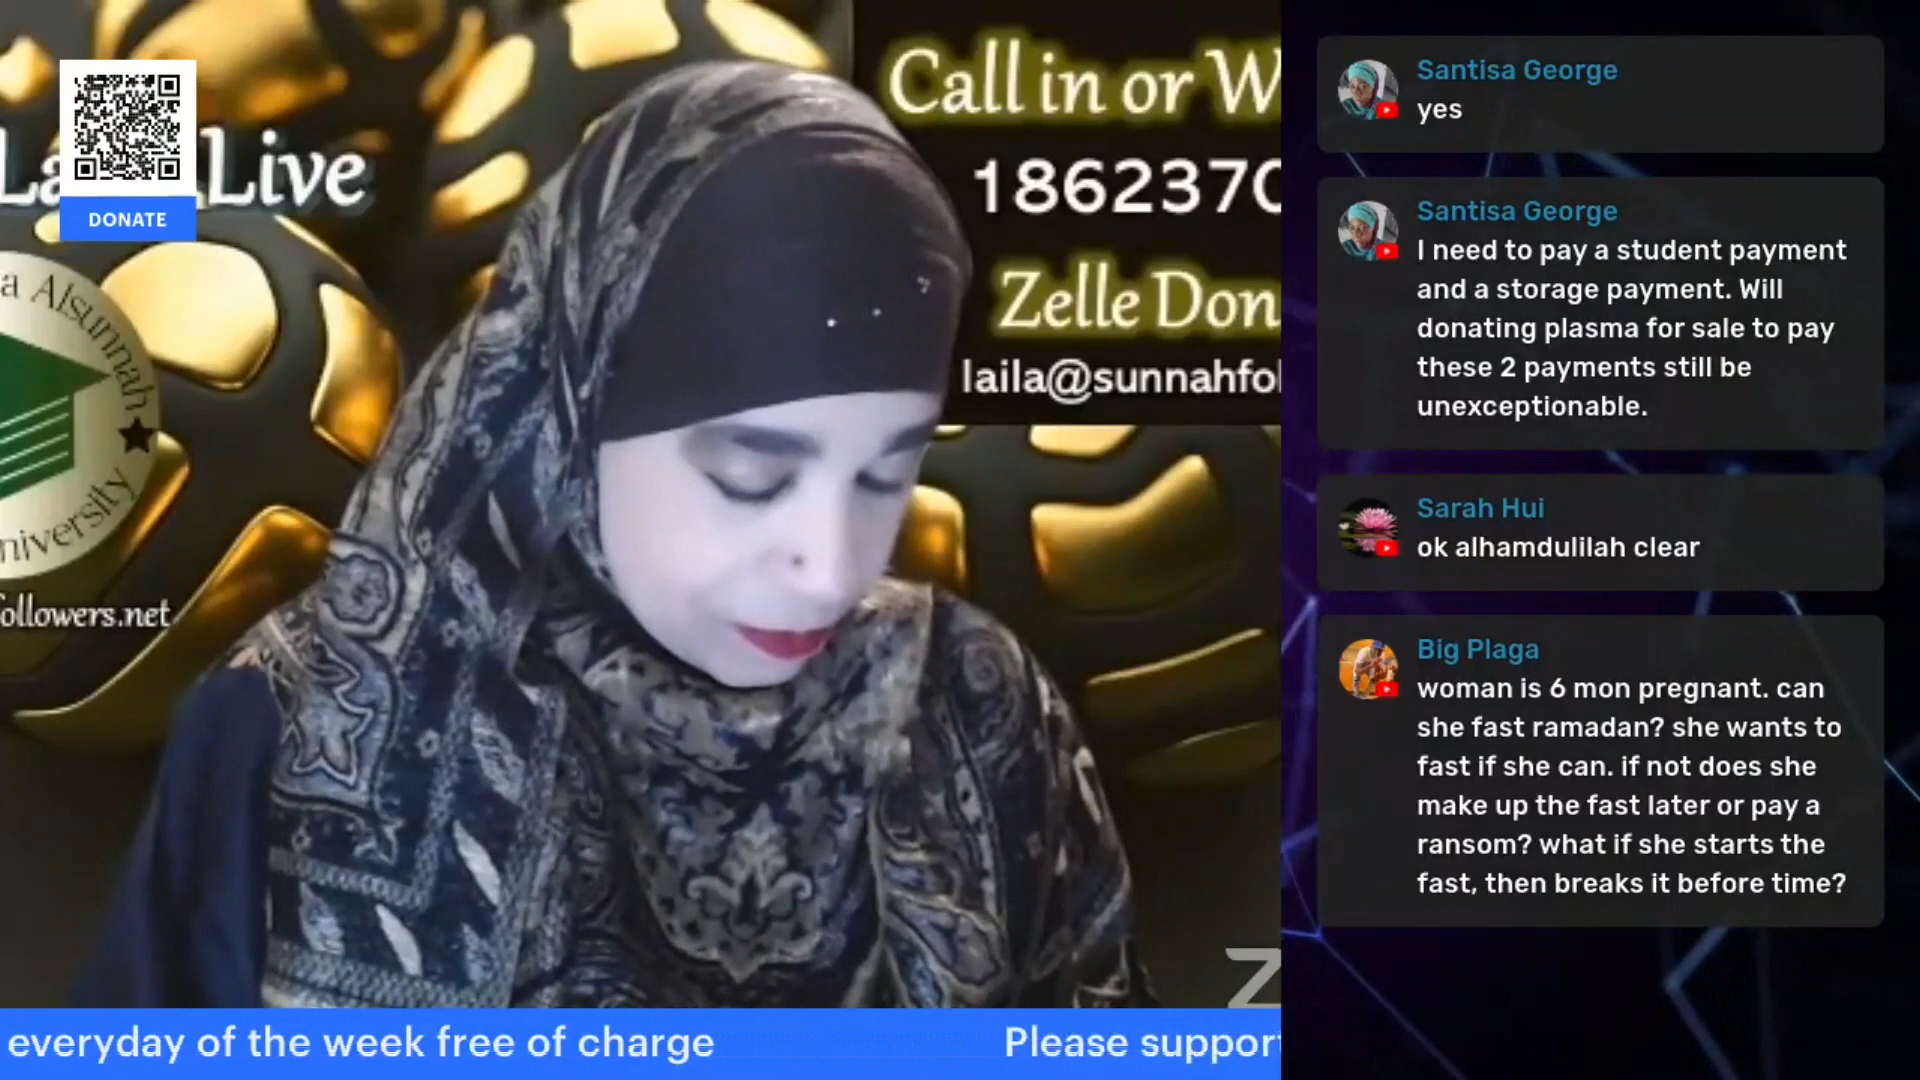 La Live
DONATE
a Alsunnah
niversity
followers.net
Call in or W
1862370
Zelle Don
laila@sunnahfol
Z
everyday of the week free of charge
Please support
Santisa George
yes
Santisa George
I need to pay a student payment
and a storage payment. Will
donating plasma for sale to pay
these 2 payments still be
unexceptionable.
Sarah Hui
ok alhamdulilah clear
Big Plaga
woman is 6 mon pregnant. can
she fast ramadan? she wants to
fast if she can. if not does she
make up the fast later or pay a
ransom? what if she starts the
fast, then breaks it before time?